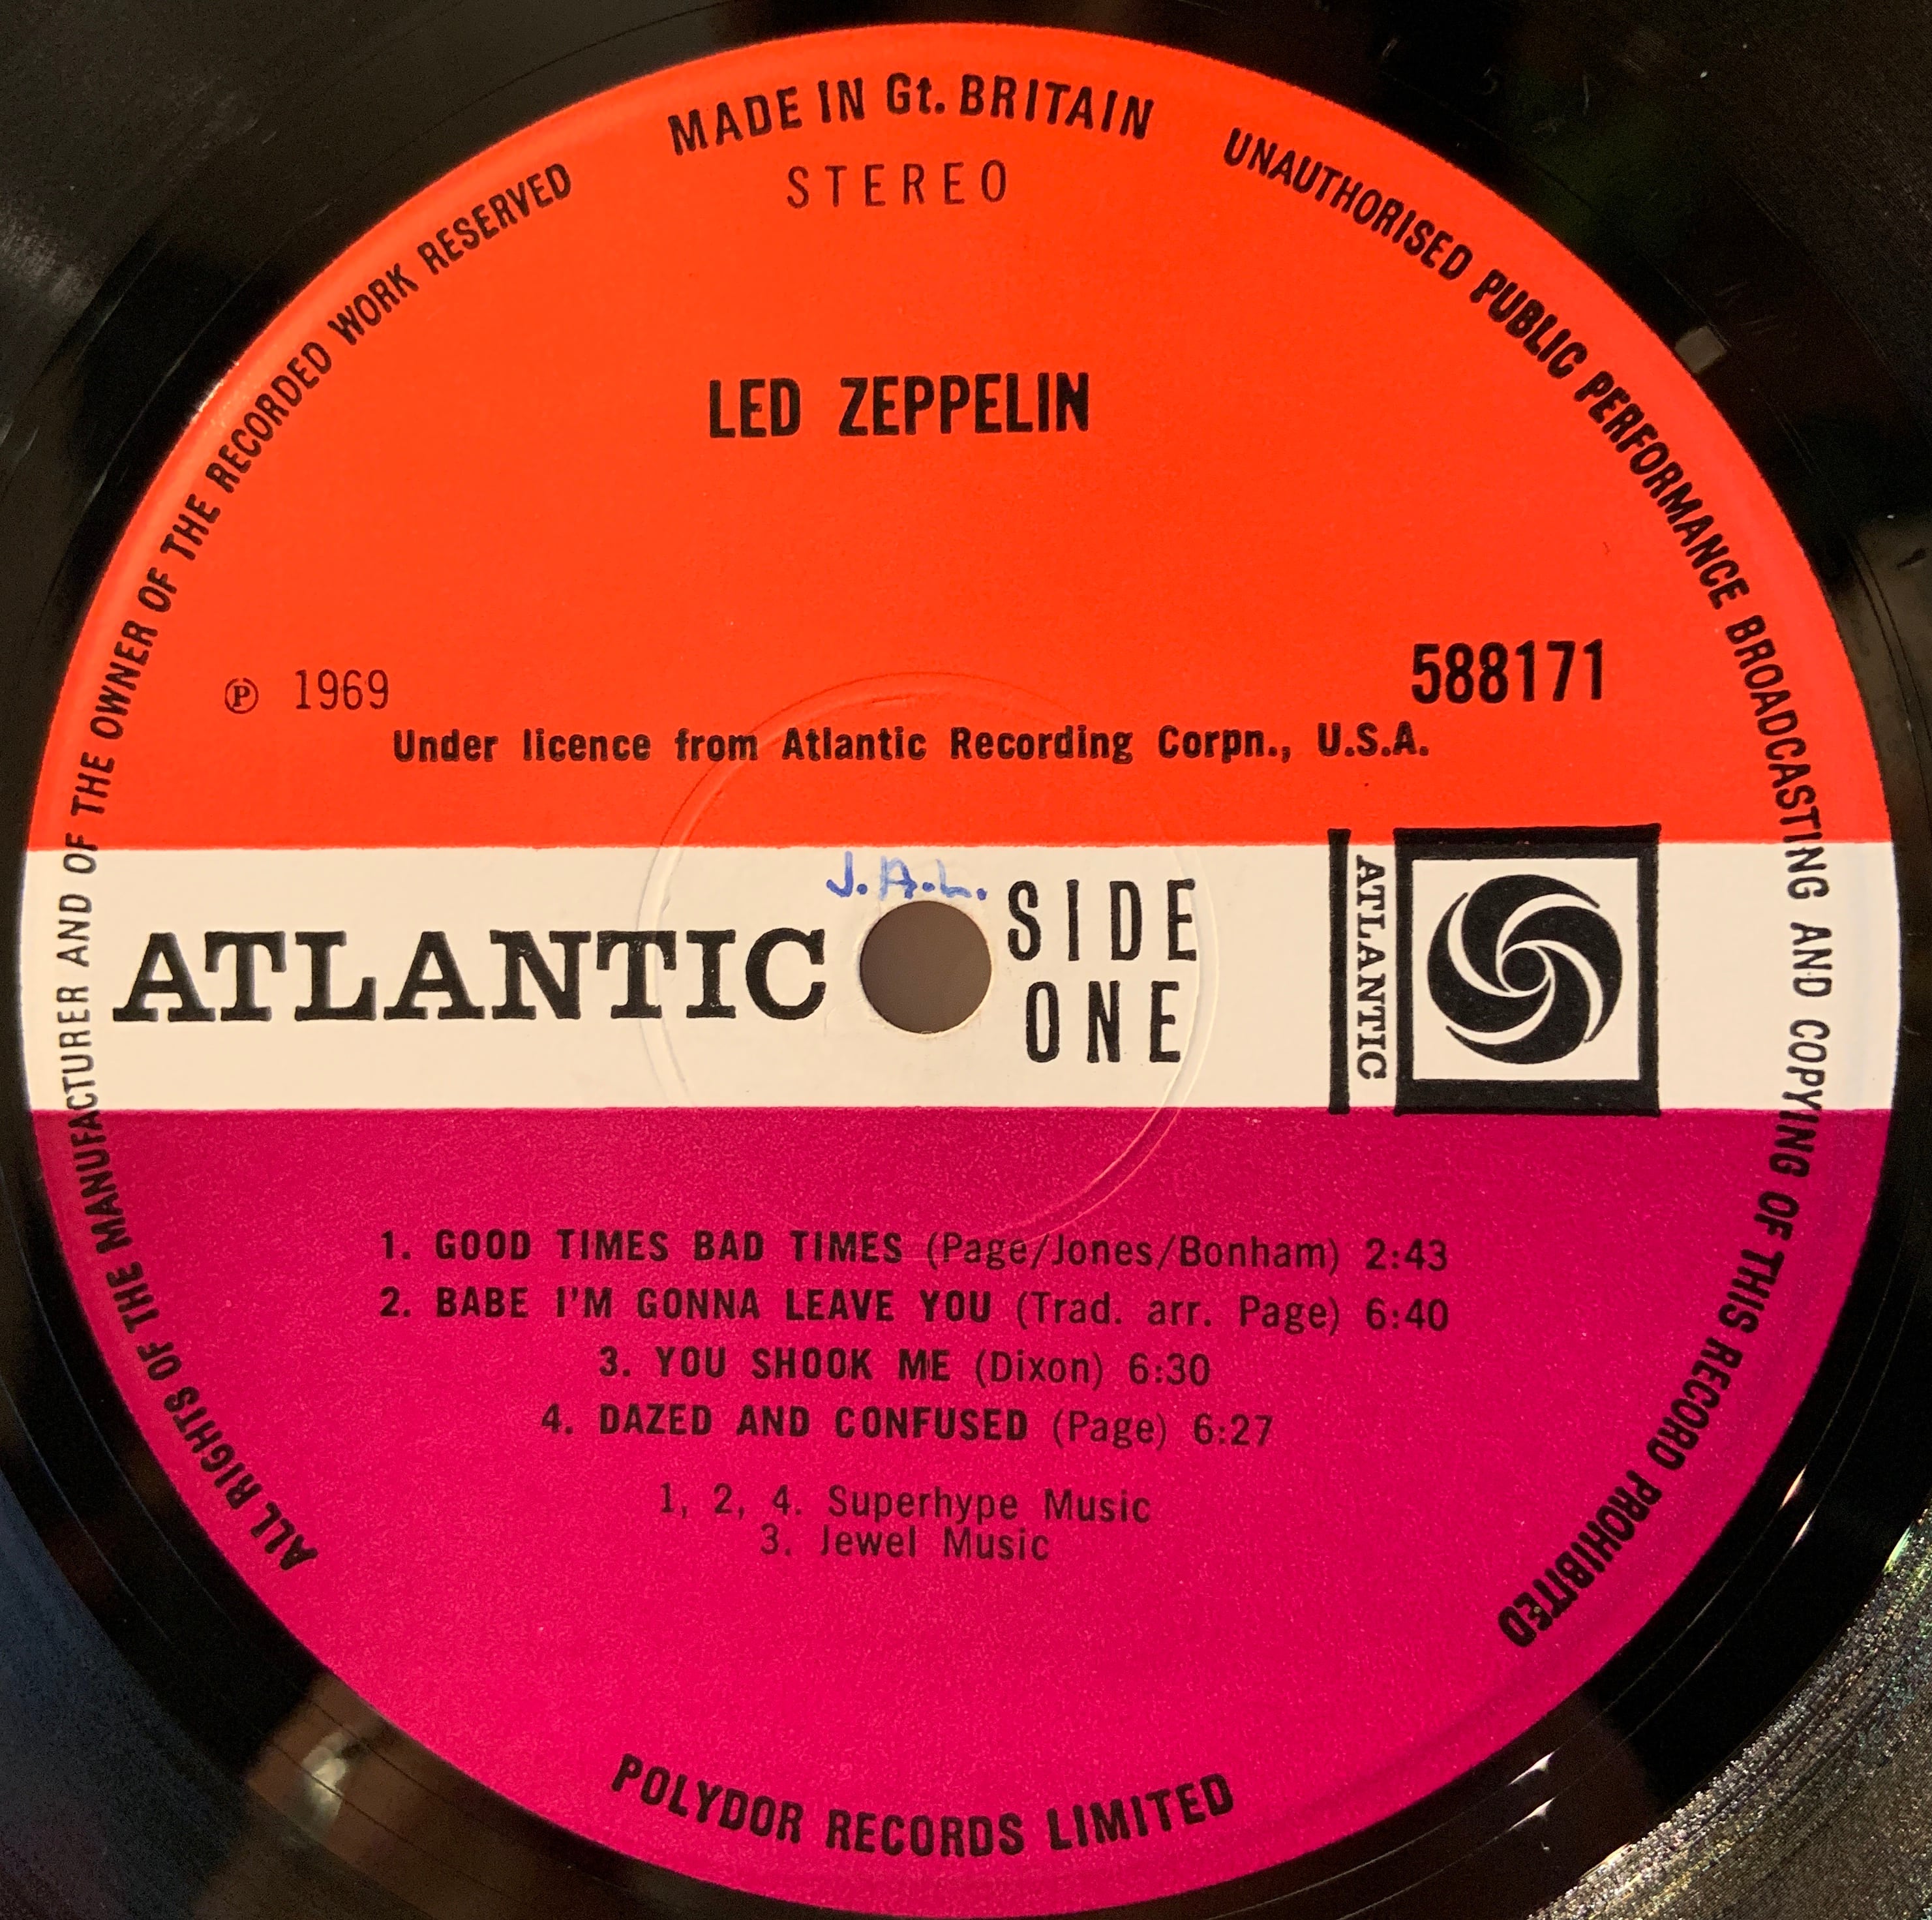 MADE IN Gt. BRITAIN
UNAUTHORISED PUBLIC PERFORMANCE BROADCASTING AND COPYING OF THIS RECORD PROHIBITED
ALL RIGHTS OF THE MANUFACTURER AND OF THE OWNER OF THE RECORDED WORK RESERVED
STEREO
LED ZEPPELIN
588171
℗ 1969
Under licence from Atlantic Recording Corpn., U.S.A.
J.A.L.
ATLANTIC
SIDE
ONE
ATLANTIC
1. GOOD TIMES BAD TIMES (Page/Jones/Bonham) 2:43
2. BABE I'M GONNA LEAVE YOU (Trad. arr. Page) 6:40
3. YOU SHOOK ME (Dixon) 6:30
4. DAZED AND CONFUSED (Page) 6:27
1, 2, 4. Superhype Music
3. Jewel Music
POLYDOR RECORDS LIMITED